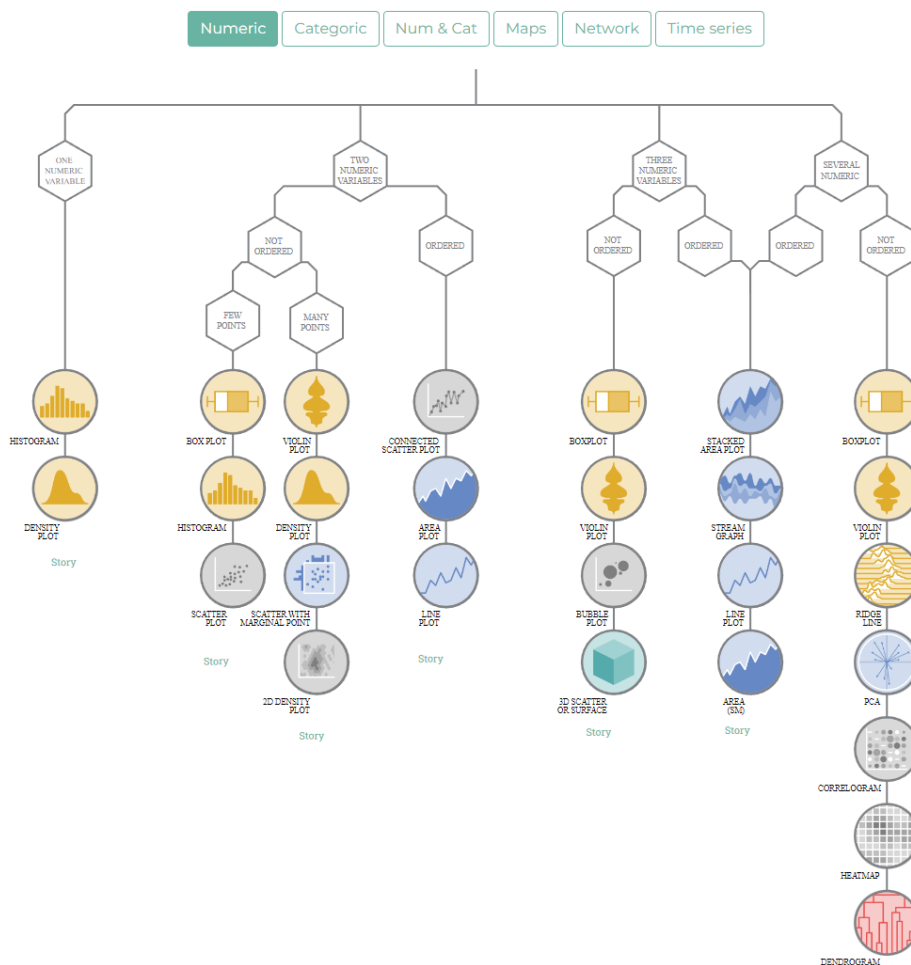 Numeric
Categoric
Num & Cat
Maps
Network
Time series
ONE
NUMERIC
VARIABLE
TWO
NUMERIC
VARIABLES
THREE
NUMERIC
VARIABLES
SEVERAL
NUMERIC
NOT
ORDERED
ORDERED
NOT
ORDERED
ORDERED
ORDERED
NOT
ORDERED
FEW
POINTS
MANY
POINTS
HISTOGRAM
BOX PLOT
VIOLIN
PLOT
CONNECTED
SCATTER PLOT
BOXPLOT
STACKED
AREA PLOT
BOXPLOT
DENSITY
PLOT
HISTOGRAM
DENSITY
PLOT
AREA
PLOT
VIOLIN
PLOT
STREAM
GRAPH
VIOLIN
PLOT
Story
SCATTER
PLOT
SCATTER WITH
MARGINAL POINT
LINE
PLOT
BUBBLE
PLOT
LINE
PLOT
RIDGE
LINE
Story
Story
2D DENSITY
PLOT
3D SCATTER
OR SURFACE
AREA
(SM)
PCA
Story
Story
Story
CORRELOGRAM
HEATMAP
DENDROGRAM